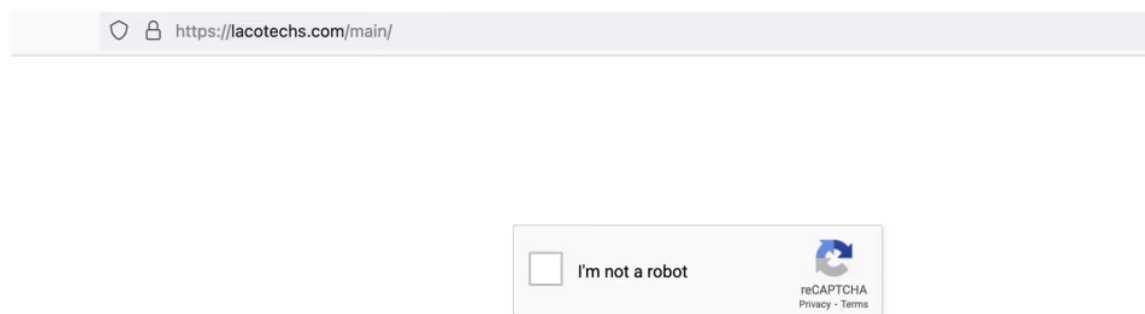 https://lacotechs.com/main/
I'm not a robot
reCAPTCHA
Privacy - Terms